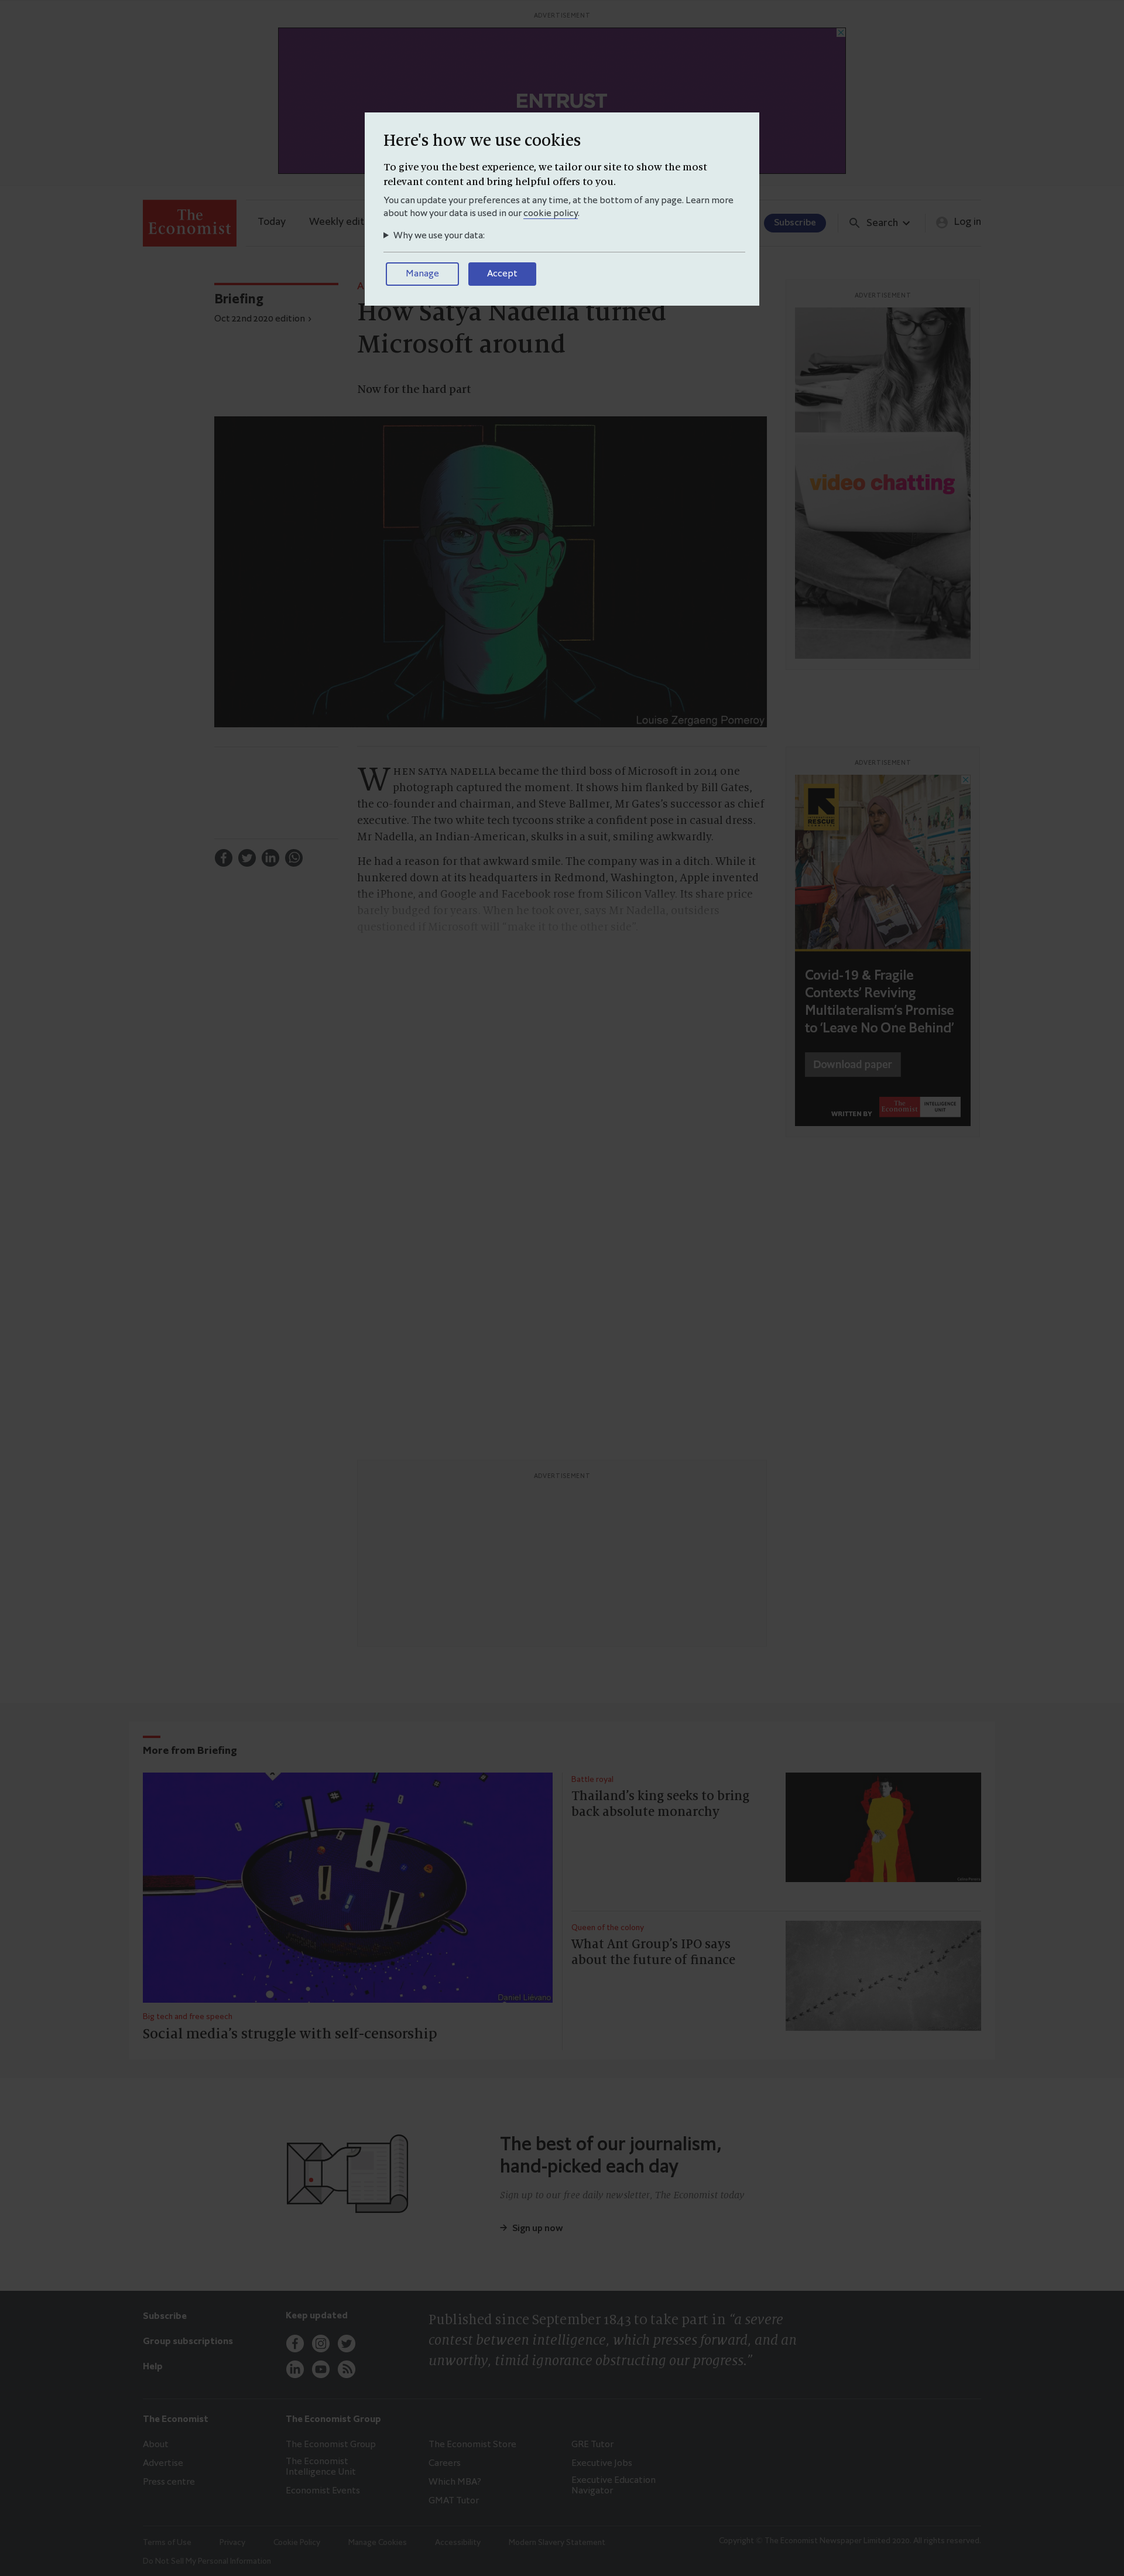 ADVERTISEMENT
ENTRUST
Here's how we use cookies
To give you the best experience, we tailor our site to show the most
relevant content and bring helpful offers to you.
You can update your preferences at any time, at the bottom of any page. Learn more
about how your data is used in our cookie policy.
Why we use your data:
Manage
Accept
The
Economist
Today
Weekly edit
Subscribe
Search
Log in
Briefing
Oct 22nd 2020 edition
How Satya Nadella turned
Microsoft around
Now for the hard part
Louise Zergaeng Pomeroy
ADVERTISEMENT
video chatting
WHEN SATYA NADELLA became the third boss of Microsoft in 2014 one
photograph captured the moment. It shows him flanked by Bill Gates,
the co-founder and chairman, and Steve Ballmer, Mr Gates's successor as chief
executive. The two white tech tycoons strike a confident pose in casual dress.
Mr Nadella, an Indian-American, skulks in a suit, smiling awkwardly.
He had a reason for that awkward smile. The company was in a ditch. While it
hunkered down at its headquarters in Redmond, Washington, Apple invented
the iPhone, and Google and Facebook rose from Silicon Valley. Its share price
barely budged for years. When he took over, says Mr Nadella, outsiders
questioned if Microsoft will "make it to the other side".
ADVERTISEMENT
RESCUE
Covid-19 & Fragile
Contexts' Reviving
Multilateralism's Promise
to 'Leave No One Behind'
Download paper
WRITTEN BY
The
Economist
INTELLIGENCE
UNIT
ADVERTISEMENT
More from Briefing
Daniel Liévano
Big tech and free speech
Social media's struggle with self-censorship
Battle royal
Thailand's king seeks to bring
back absolute monarchy
Queen of the colony
What Ant Group's IPO says
about the future of finance
The best of our journalism,
hand-picked each day
Sign up to our free daily newsletter, The Economist today
Sign up now
Subscribe
Group subscriptions
Help
Keep updated
Published since September 1843 to take part in "a severe
contest between intelligence, which presses forward, and an
unworthy, timid ignorance obstructing our progress."
The Economist
About
Advertise
Press centre
The Economist Group
The Economist Group
The Economist
Intelligence Unit
Economist Events
The Economist Store
Careers
Which MBA?
GMAT Tutor
GRE Tutor
Executive Jobs
Executive Education
Navigator
Terms of Use
Privacy
Cookie Policy
Manage Cookies
Accessibility
Modern Slavery Statement
Do Not Sell My Personal Information
Copyright © The Economist Newspaper Limited 2020. All rights reserved.